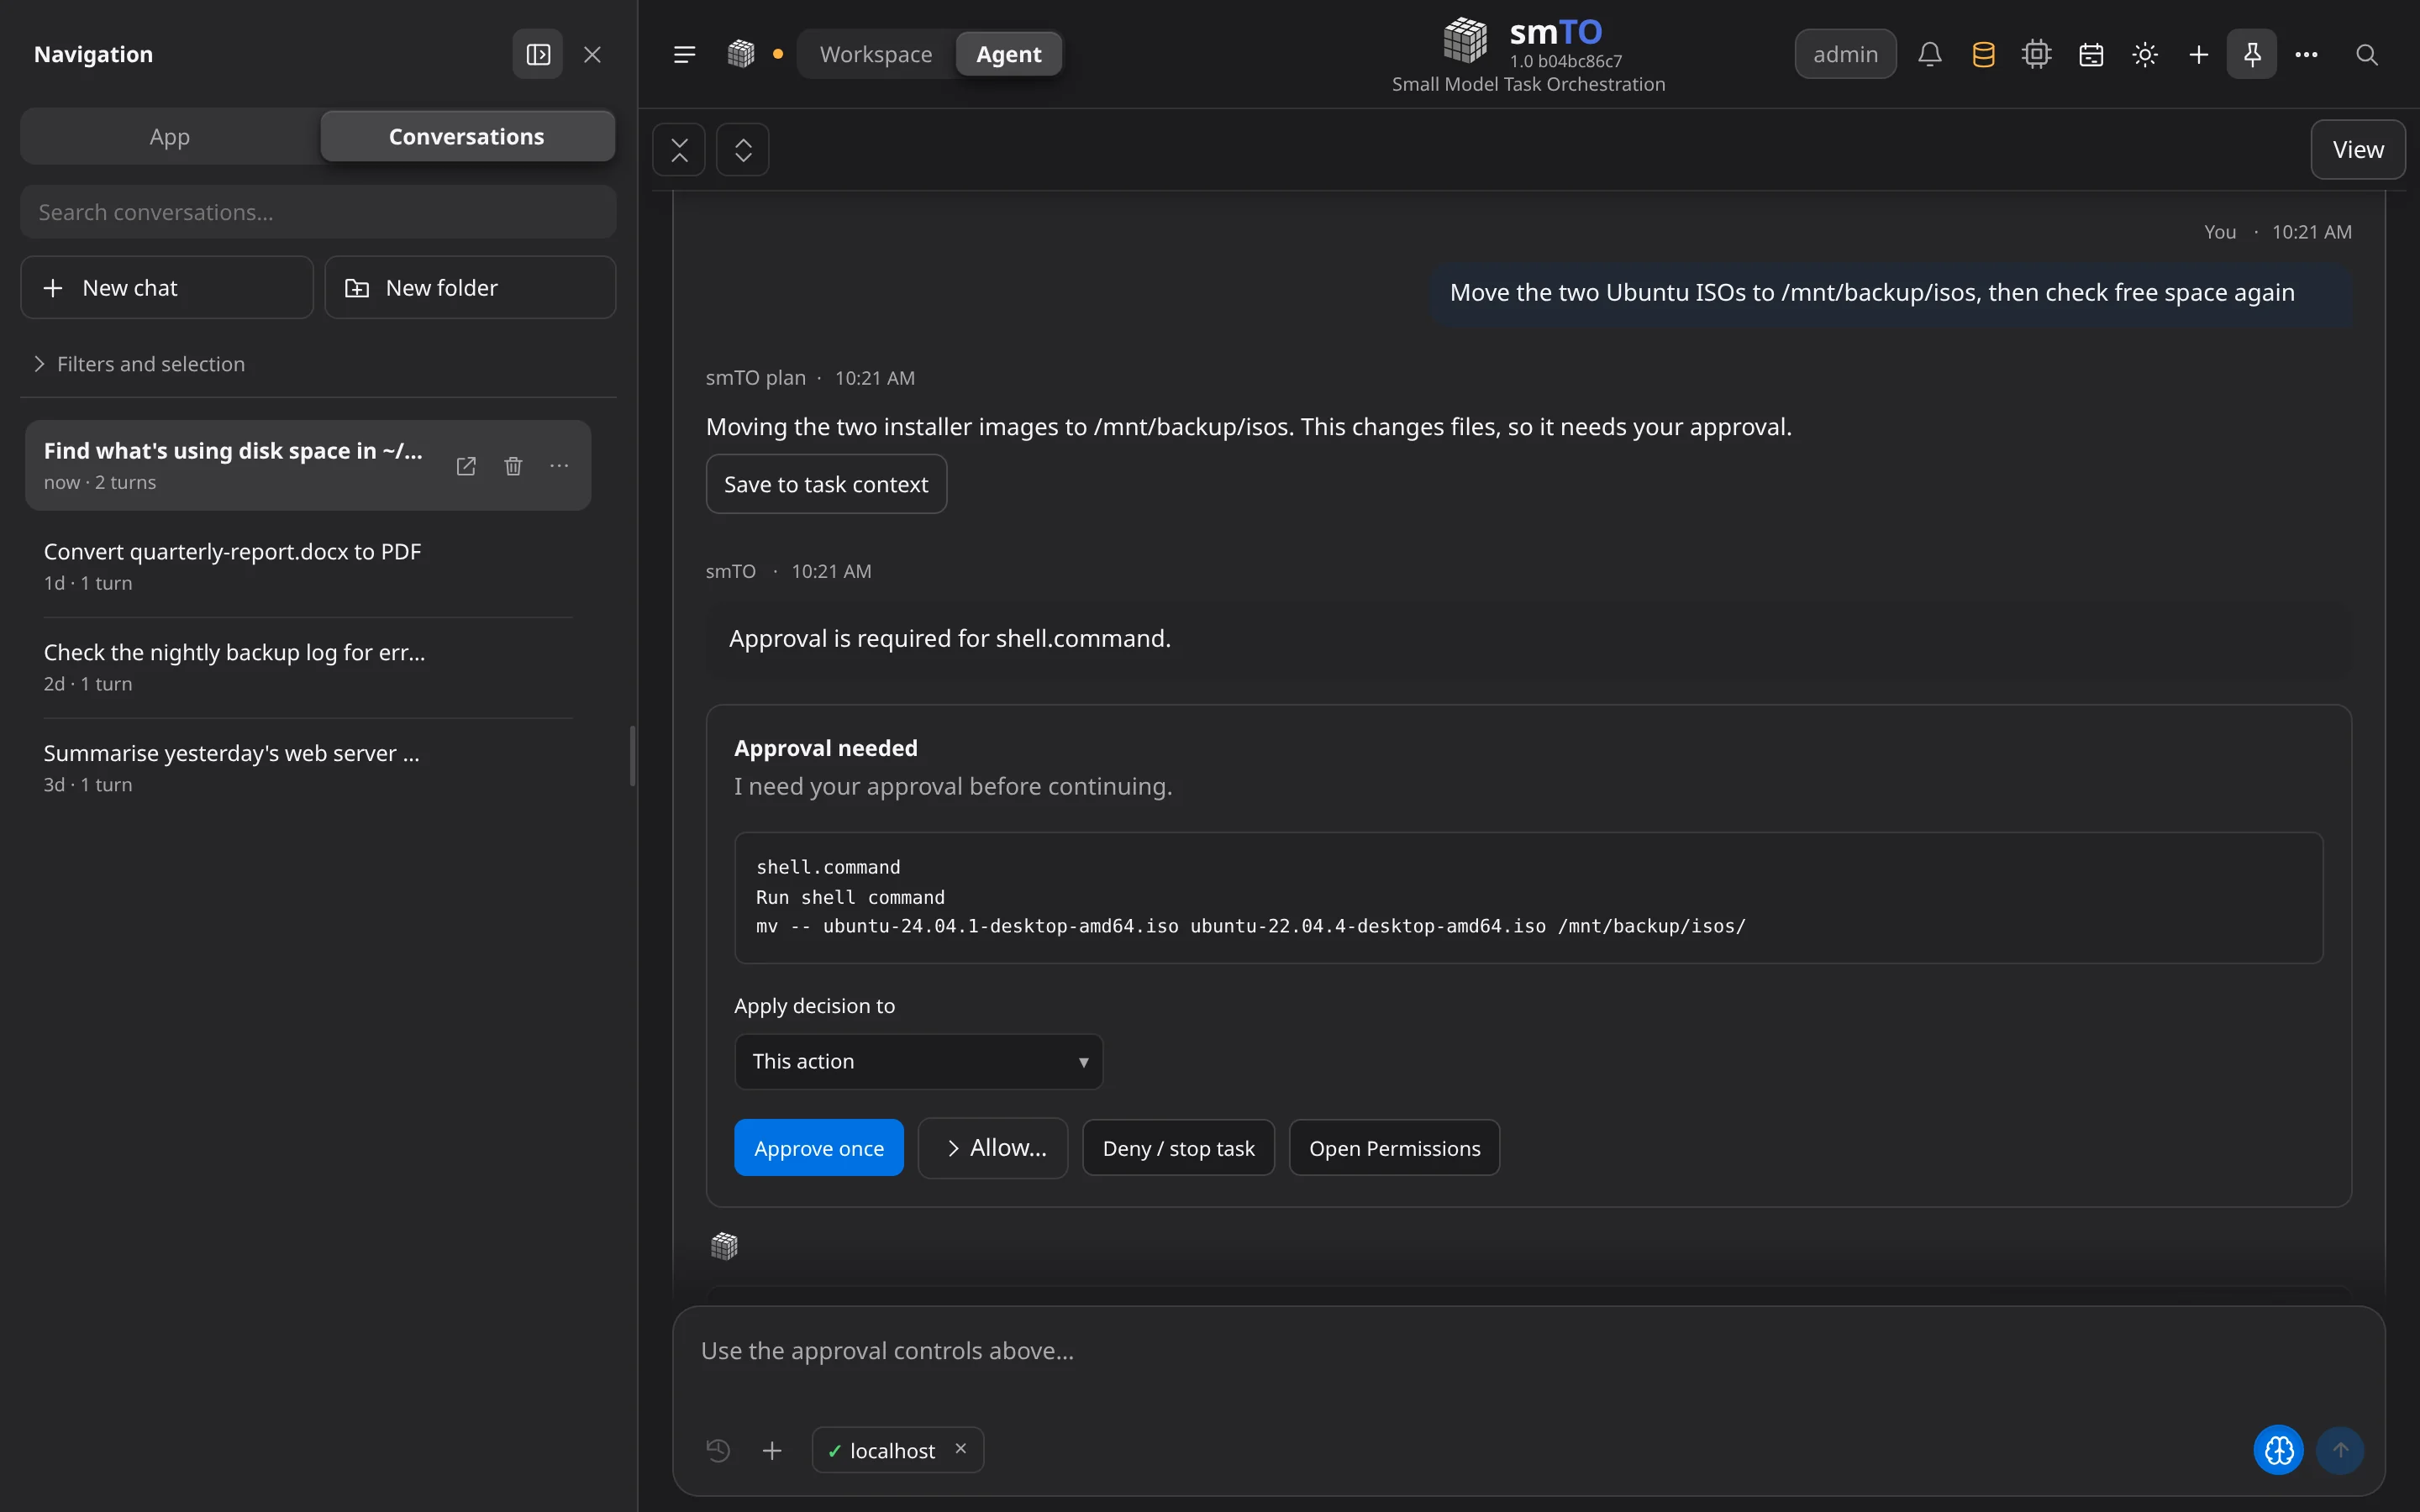 Navigation
App
Conversations
Search conversations...
New chat
New folder
Filters and selection
Find what's using disk space in ~/...
now · 2 turns
Convert quarterly-report.docx to PDF
1d · 1 turn
Check the nightly backup log for err...
2d · 1 turn
Summarise yesterday's web server ...
3d · 1 turn
Workspace
Agent
smTO
1.0 b04bc86c7
Small Model Task Orchestration
admin
View
You · 10:21 AM
Move the two Ubuntu ISOs to /mnt/backup/isos, then check free space again
smTO plan · 10:21 AM
Moving the two installer images to /mnt/backup/isos. This changes files, so it needs your approval.
Save to task context
smTO · 10:21 AM
Approval is required for shell.command.
Approval needed
I need your approval before continuing.
shell.command
Run shell command
mv -- ubuntu-24.04.1-desktop-amd64.iso ubuntu-22.04.4-desktop-amd64.iso /mnt/backup/isos/
Apply decision to
This action
Approve once
Allow...
Deny / stop task
Open Permissions
Use the approval controls above...
✓ localhost ×